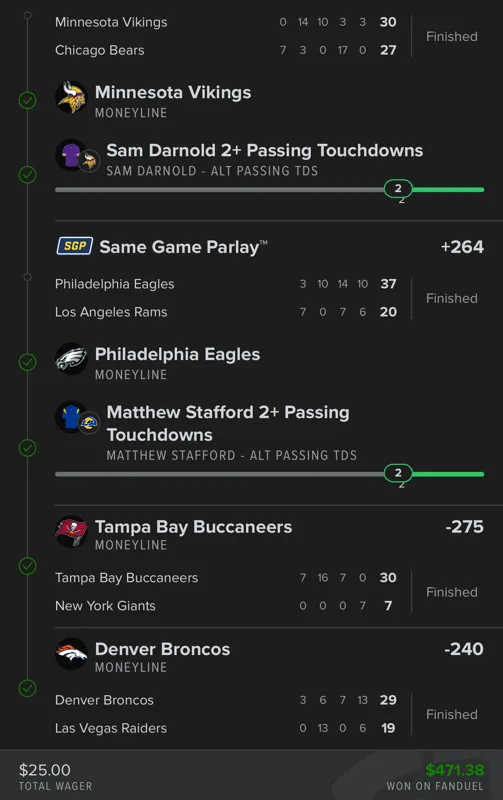 Minnesota Vikings 0 14 10 3 3 30
Finished
Chicago Bears 7 3 0 17 0 27
Minnesota Vikings
MONEYLINE
Sam Darnold 2+ Passing Touchdowns
SAM DARNOLD - ALT PASSING TDS
2
2
SGP Same Game Parlay™ +264
Philadelphia Eagles 3 10 14 10 37
Finished
Los Angeles Rams 7 0 7 6 20
Philadelphia Eagles
MONEYLINE
Matthew Stafford 2+ Passing
Touchdowns
MATTHEW STAFFORD - ALT PASSING TDS
2
2
Tampa Bay Buccaneers -275
MONEYLINE
Tampa Bay Buccaneers 7 16 7 0 30
Finished
New York Giants 0 0 0 7 7
Denver Broncos -240
MONEYLINE
Denver Broncos 3 6 7 13 29
Finished
Las Vegas Raiders 0 13 0 6 19
$25.00 $471.38
TOTAL WAGER WON ON FANDUEL